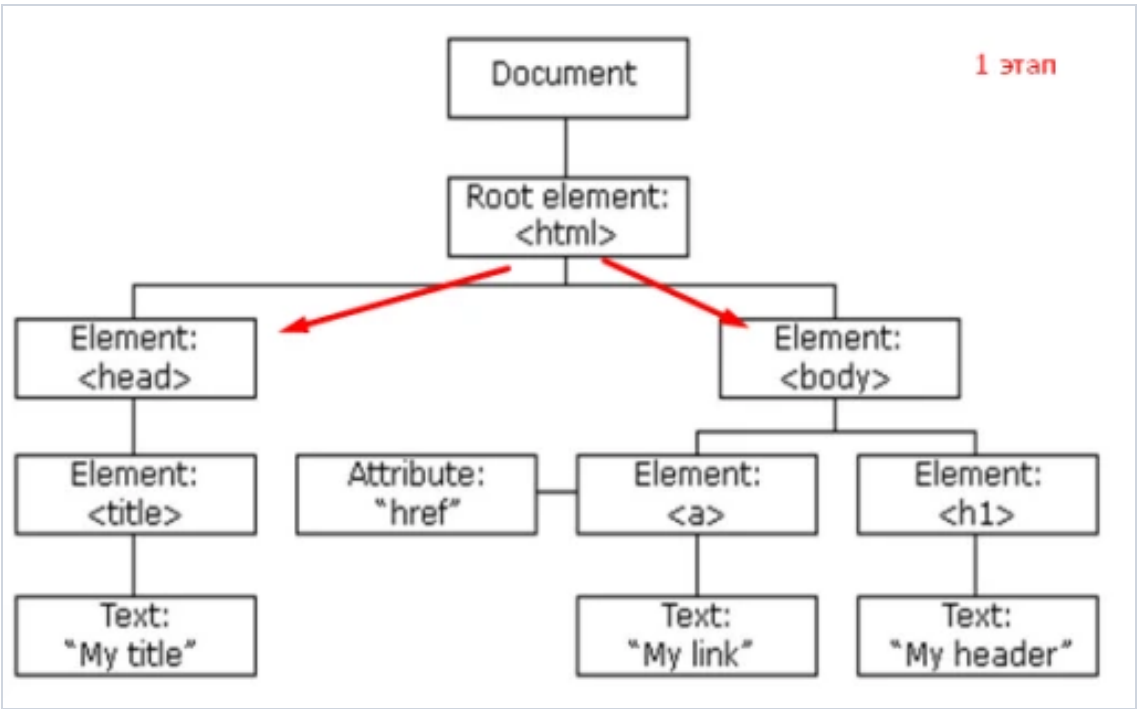 Document
1 этап
Root element:
<html>
Element:
<head>
Element:
<body>
Element:
<title>
Attribute:
“href”
Element:
<a>
Element:
<h1>
Text:
“My title”
Text:
“My link”
Text:
“My header”